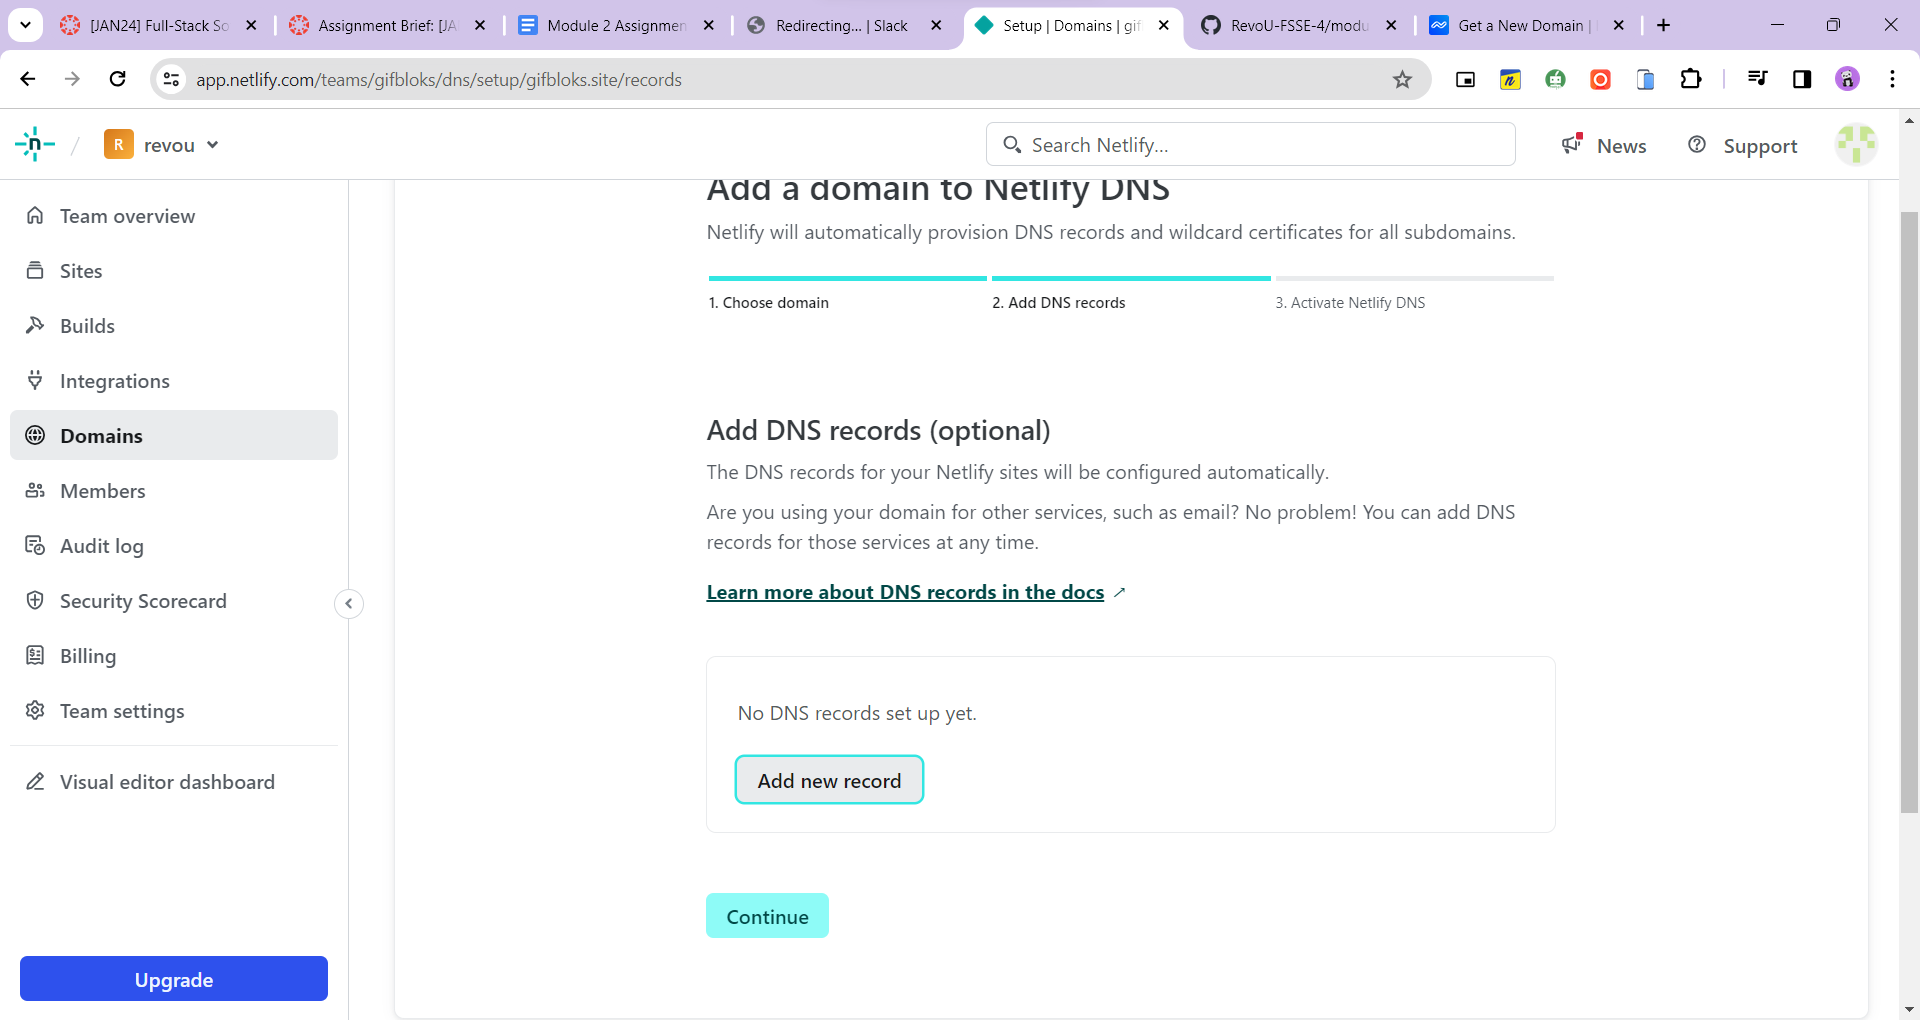 [JAN24] Full-Stack So
Assignment Brief: [JA
Module 2 Assignmen
Redirecting... | Slack
Setup | Domains | gif
RevoU-FSSE-4/modu
Get a New Domain |
app.netlify.com/teams/gifbloks/dns/setup/gifbloks.site/records
n
R
revou
Search Netlify...
News
Support
Team overview
Sites
Builds
Integrations
Domains
Members
Audit log
Security Scorecard
Billing
Team settings
Visual editor dashboard
Upgrade
Add a domain to Netlify DNS
Netlify will automatically provision DNS records and wildcard certificates for all subdomains.
1. Choose domain
2. Add DNS records
3. Activate Netlify DNS
Add DNS records (optional)
The DNS records for your Netlify sites will be configured automatically.
Are you using your domain for other services, such as email? No problem! You can add DNS
records for those services at any time.
Learn more about DNS records in the docs
No DNS records set up yet.
Add new record
Continue